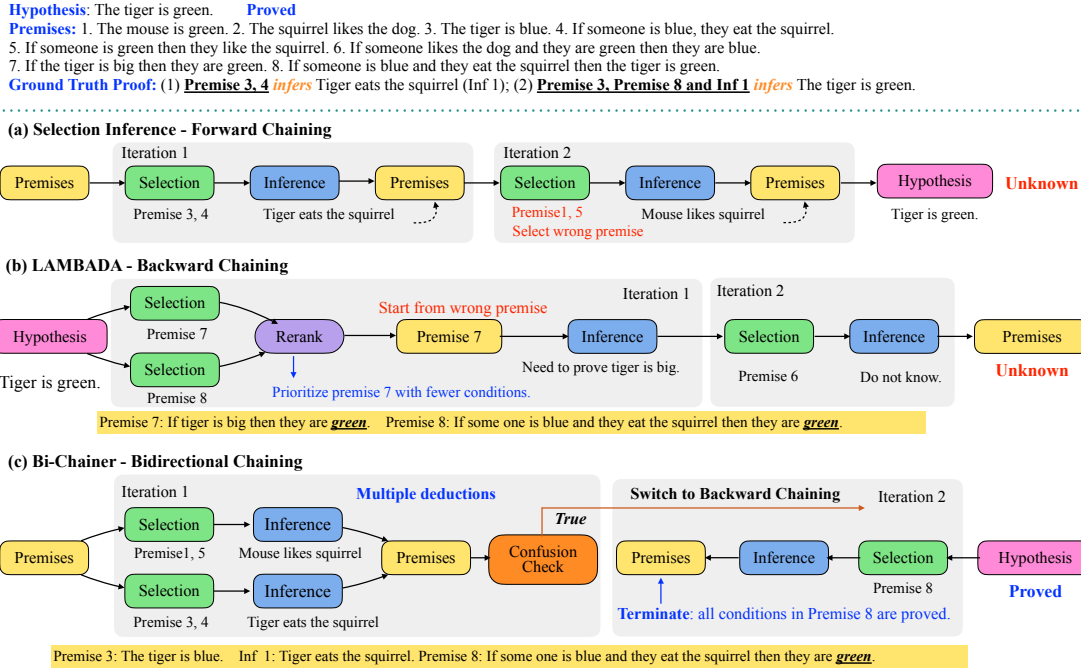 Hypothesis: The tiger is green. Proved
Premises: 1. The mouse is green. 2. The squirrel likes the dog. 3. The tiger is blue. 4. If someone is blue, they eat the squirrel.
5. If someone is green then they like the squirrel. 6. If someone likes the dog and they are green then they are blue.
7. If the tiger is big then they are green. 8. If someone is blue and they eat the squirrel then the tiger is green.
Ground Truth Proof: (1) Premise 3, 4 infers Tiger eats the squirrel (Inf 1); (2) Premise 3, Premise 8 and Inf 1 infers The tiger is green.
(a) Selection Inference - Forward Chaining
Iteration 1
Iteration 2
Premises
Selection
Inference
Premises
Selection
Inference
Premises
Hypothesis
Unknown
Premise 3, 4
Tiger eats the squirrel
Premise1, 5
Select wrong premise
Mouse likes squirrel
Tiger is green.
(b) LAMBADA - Backward Chaining
Iteration 1
Iteration 2
Selection
Premise 7
Start from wrong premise
Hypothesis
Rerank
Premise 7
Inference
Selection
Inference
Premises
Selection
Premise 8
Tiger is green.
Need to prove tiger is big.
Premise 6
Do not know.
Unknown
Prioritize premise 7 with fewer conditions.
Premise 7: If tiger is big then they are green. Premise 8: If some one is blue and they eat the squirrel then they are green.
(c) Bi-Chainer - Bidirectional Chaining
Iteration 1
Multiple deductions
Switch to Backward Chaining
Iteration 2
True
Selection
Inference
Premise1, 5
Mouse likes squirrel
Premises
Premises
Confusion
Check
Premises
Inference
Selection
Hypothesis
Selection
Inference
Premise 8
Proved
Premise 3, 4
Tiger eats the squirrel
Terminate: all conditions in Premise 8 are proved.
Premise 3: The tiger is blue. Inf 1: Tiger eats the squirrel. Premise 8: If some one is blue and they eat the squirrel then they are green.